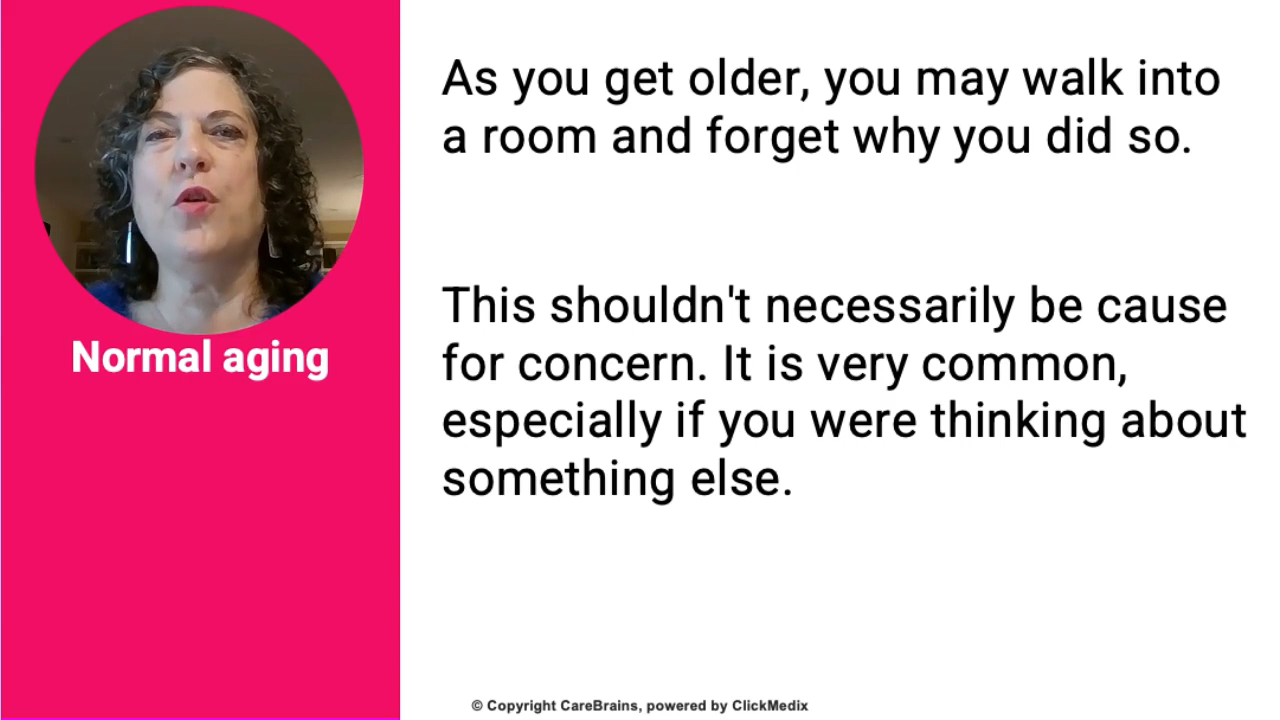 Normal aging
As you get older, you may walk into
a room and forget why you did so.
This shouldn't necessarily be cause
for concern. It is very common,
especially if you were thinking about
something else.
© Copyright CareBrains, powered by ClickMedix